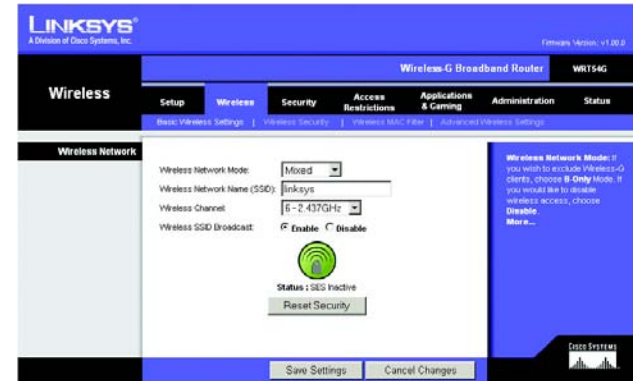 LINKSYS®
A Division of Cisco Systems, Inc.
Firmware Version: v1.00.0
Wireless-G Broadband Router WRT54G
Wireless
Setup Wireless Security Access Restrictions Applications & Gaming Administration Status
Basic Wireless Settings | Wireless Security | Wireless MAC Filter | Advanced Wireless Settings
Wireless Network
Wireless Network Mode: Mixed
Wireless Network Name (SSID): linksys
Wireless Channel: 6 - 2.437GHz
Wireless SSID Broadcast: Enable Disable
Status : SES Inactive
Reset Security
Wireless Network Mode: If
you wish to exclude Wireless-G
clients, choose B-Only Mode. If
you would like to disable
wireless access, choose
Disable.
More...
Save Settings Cancel Changes
CISCO SYSTEMS